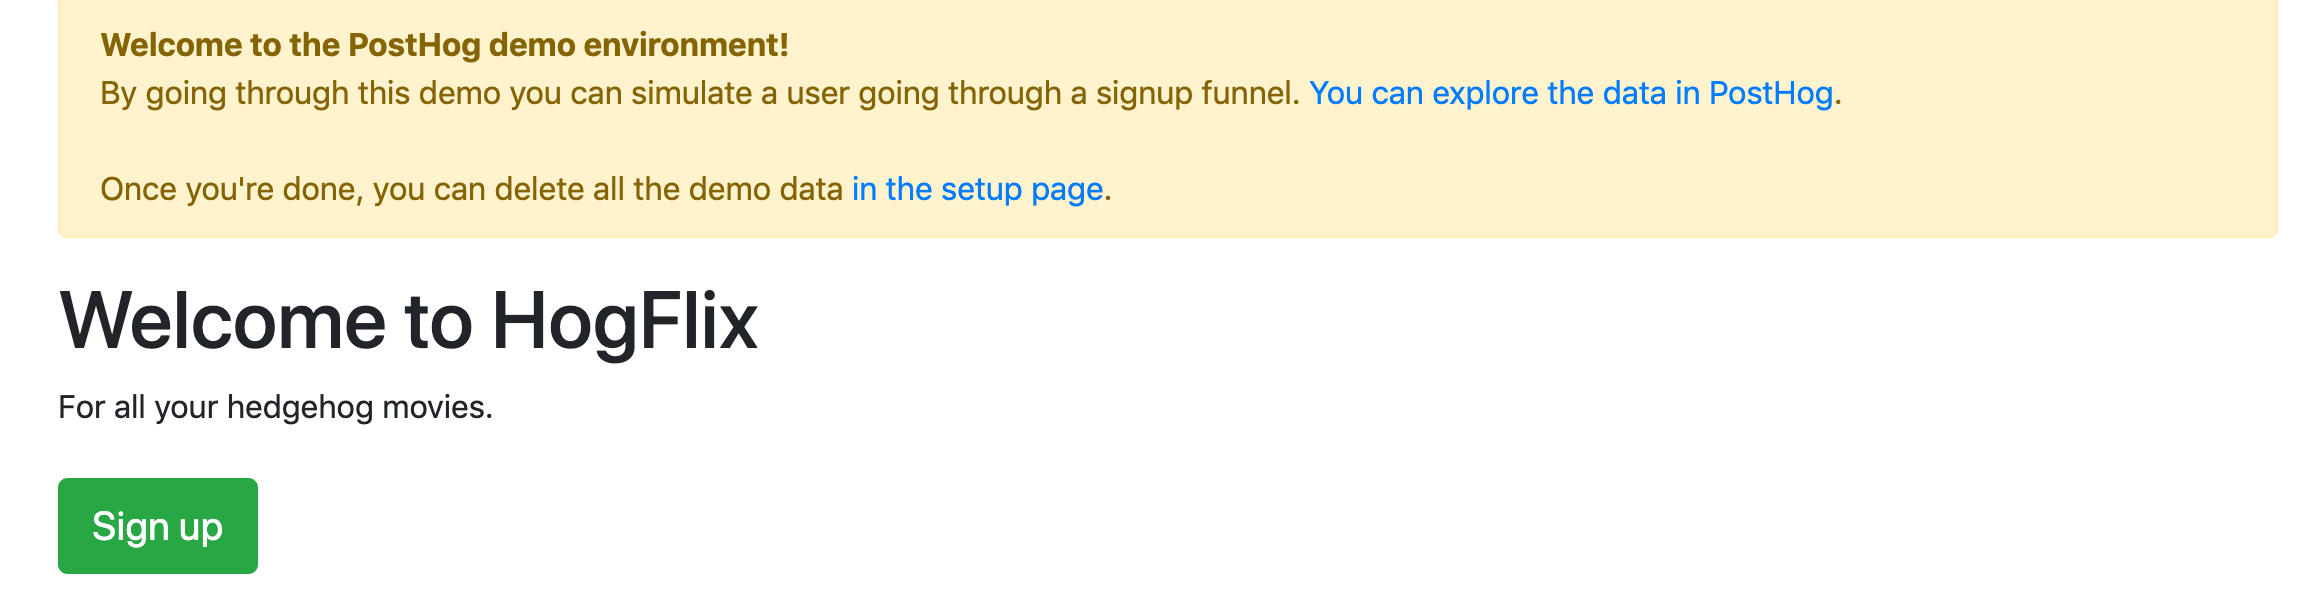 Welcome to the PostHog demo environment!
By going through this demo you can simulate a user going through a signup funnel. You can explore the data in PostHog.
Once you're done, you can delete all the demo data in the setup page.
Welcome to HogFlix
For all your hedgehog movies.
Sign up